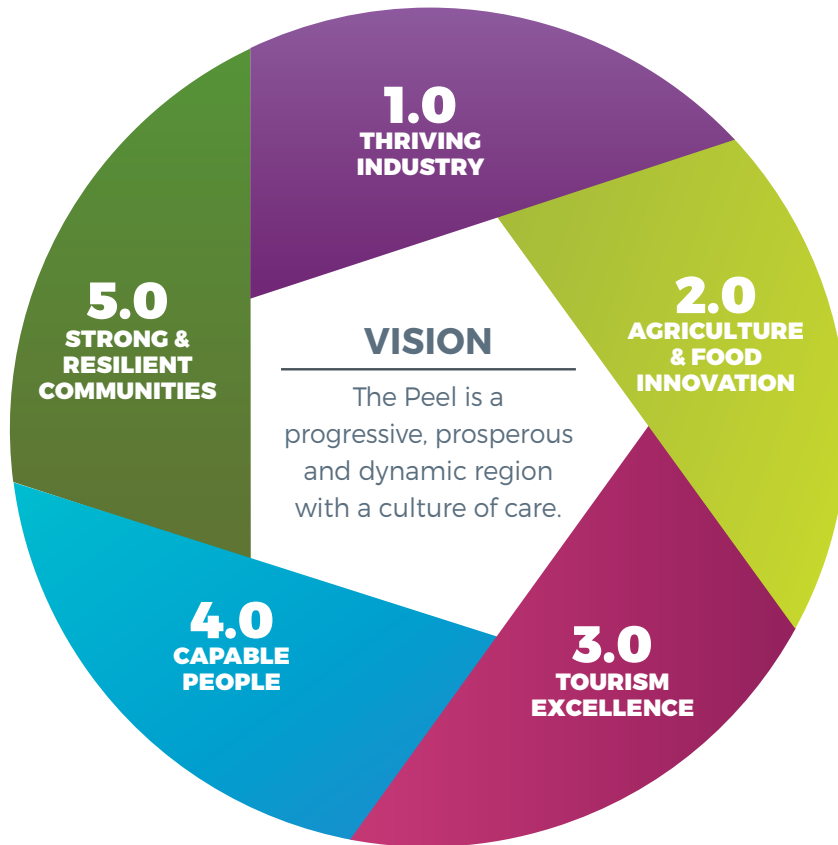 1.0
THRIVING
INDUSTRY
2.0
AGRICULTURE
& FOOD
INNOVATION
3.0
TOURISM
EXCELLENCE
4.0
CAPABLE
PEOPLE
5.0
STRONG &
RESILIENT
COMMUNITIES
VISION
The Peel is a
progressive, prosperous
and dynamic region
with a culture of care.